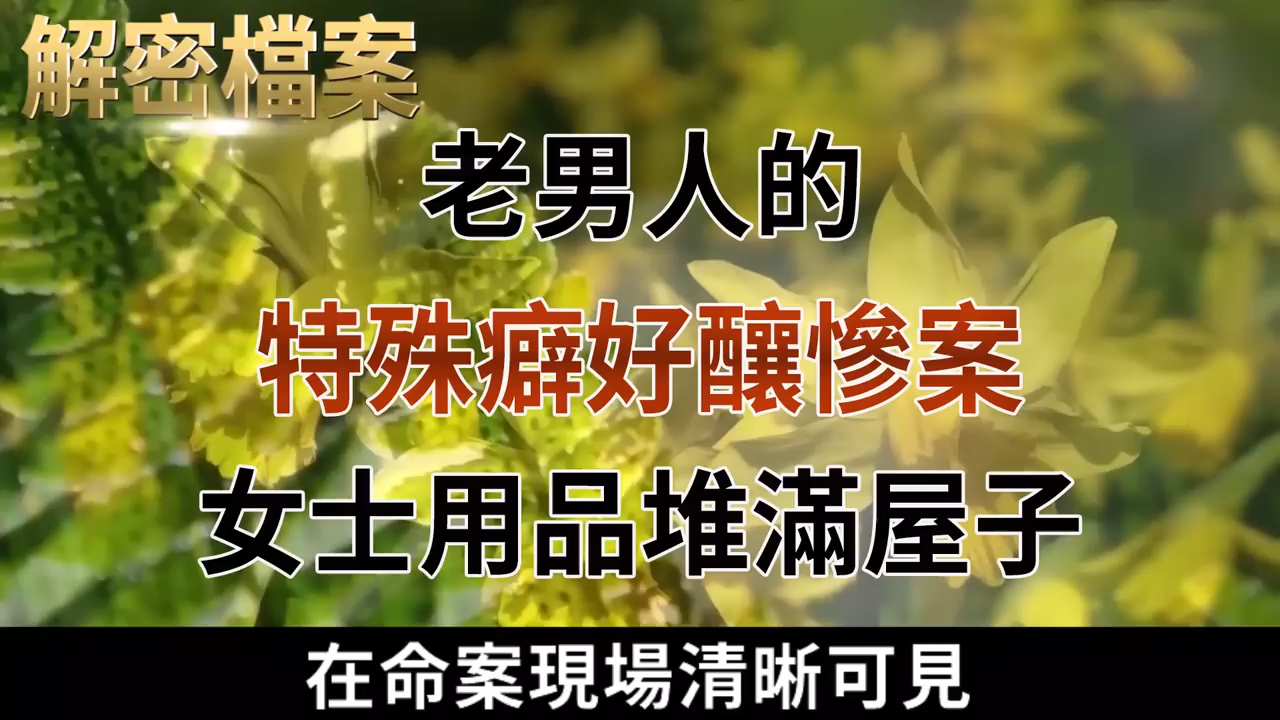 解密檔案
老男人的
特殊癖好釀慘案
女士用品堆滿屋子
在命案現場清晰可見